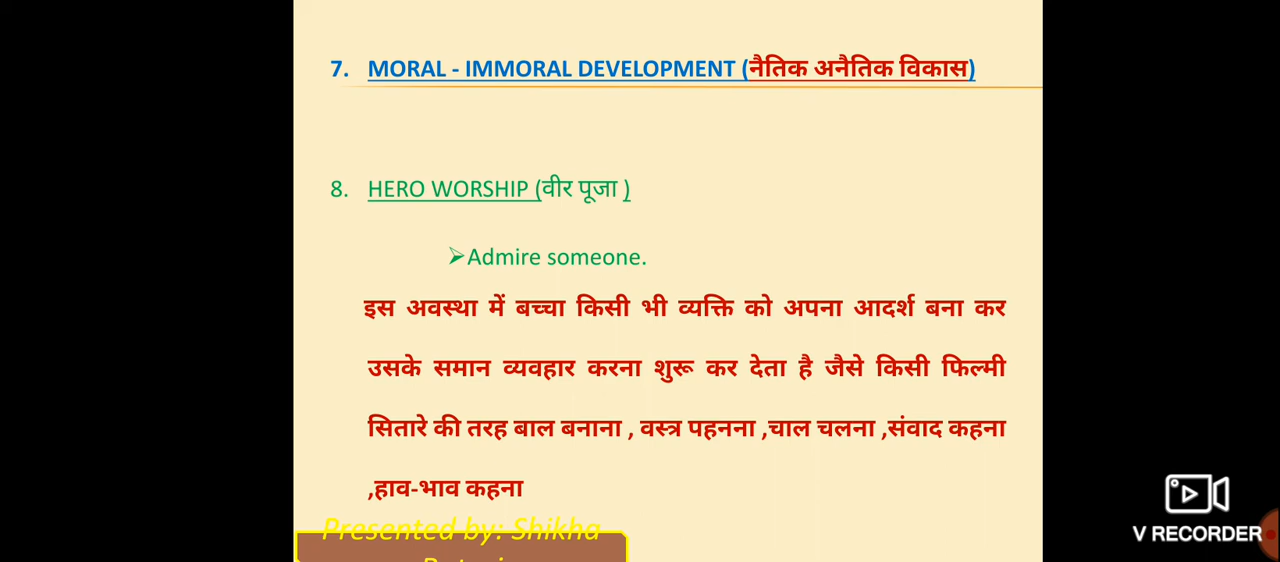 7. MORAL - IMMORAL DEVELOPMENT (नैतिक अनैतिक विकास)
8. HERO WORSHIP (वीर पूजा )
➢Admire someone.
इस अवस्था में बच्चा किसी भी व्यक्ति को अपना आदर्श बना कर
उसके समान व्यवहार करना शुरू कर देता है जैसे किसी फिल्मी
सितारे की तरह बाल बनाना , वस्त्र पहनना ,चाल चलना ,संवाद कहना
,हाव-भाव कहना
Presented by: Shikha
V RECORDER